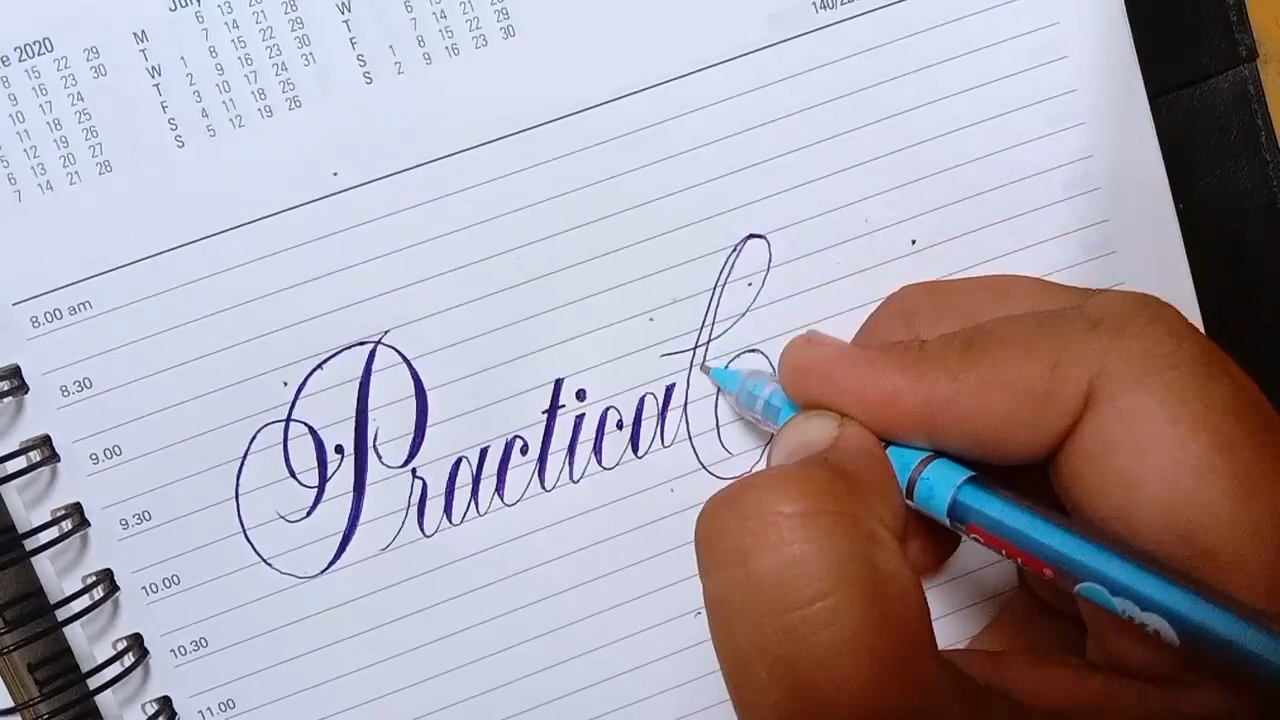 e 2020
8 15 22 29
9 16 23 30
10 17 24
11 18 25
5 12 19 26
6 13 20 27
7 14 21 28
M 6 13
T 7 14 21 28
W 1 8 15 22 29
T 2 9 16 23 30
F 3 10 17 24 31
S 4 11 18 25
S 5 12 19 26
W
T 7 14 21 28
F 1 8 15 22 29
S 2 9 16 23 30
8.00 am
8.30
9.00
9.30
10.00
10.30
11.00
Practical